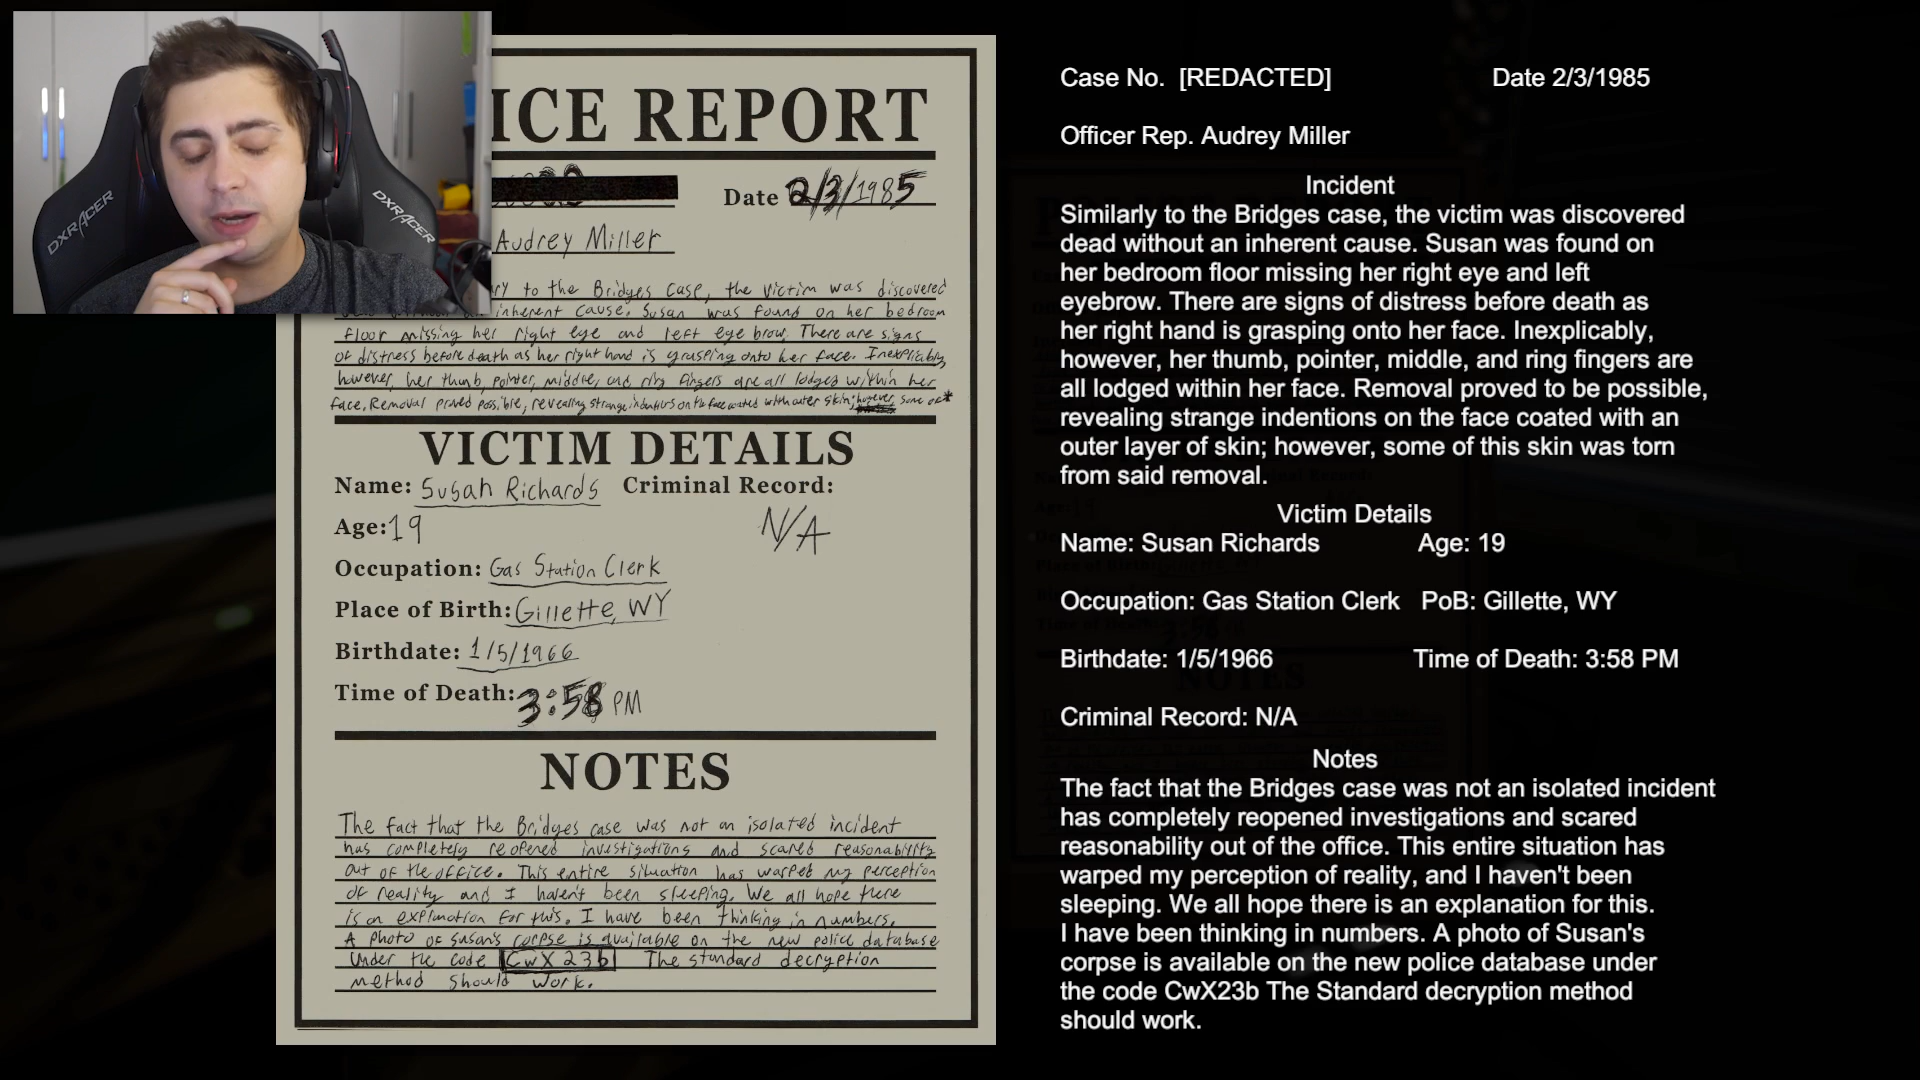 DXRACER
DXRACER
ICE REPORT
Date 2/3/1985
Audrey Miller
ry to the Bridges case, the victim was discovered
inherent cause. Susan was found on her bedroom
floor missing her right eye and left eye brow. There are signs
of distress before death as her right hand is grasping onto her face. Inexplicably,
however, her thumb, pointer, middle, and ring fingers are all lodged within her
face. Removal proved possible, revealing strange indentions on the face coated with outer skin; however some of*
VICTIM DETAILS
Name: Susan Richards Criminal Record:
Age: 19 N/A
Occupation: Gas Station Clerk
Place of Birth: Gillette, WY
Birthdate: 1/5/1966
Time of Death: 3:58 PM
NOTES
The fact that the Bridges case was not an isolated incident
has completely reopened investigations and scared reasonability
out of the office. This entire situation has warped my perception
of reality and I haven't been sleeping. We all hope there
is an explanation for this. I have been thinking in numbers.
A photo of Susan's corpse is available on the new police database
under the code CwX23b The standard decryption
method should work.
Case No. [REDACTED] Date 2/3/1985
Officer Rep. Audrey Miller
Incident
Similarly to the Bridges case, the victim was discovered
dead without an inherent cause. Susan was found on
her bedroom floor missing her right eye and left
eyebrow. There are signs of distress before death as
her right hand is grasping onto her face. Inexplicably,
however, her thumb, pointer, middle, and ring fingers are
all lodged within her face. Removal proved to be possible,
revealing strange indentions on the face coated with an
outer layer of skin; however, some of this skin was torn
from said removal.
Victim Details
Name: Susan Richards Age: 19
Occupation: Gas Station Clerk PoB: Gillette, WY
Birthdate: 1/5/1966 Time of Death: 3:58 PM
Criminal Record: N/A
Notes
The fact that the Bridges case was not an isolated incident
has completely reopened investigations and scared
reasonability out of the office. This entire situation has
warped my perception of reality, and I haven't been
sleeping. We all hope there is an explanation for this.
I have been thinking in numbers. A photo of Susan's
corpse is available on the new police database under
the code CwX23b The Standard decryption method
should work.